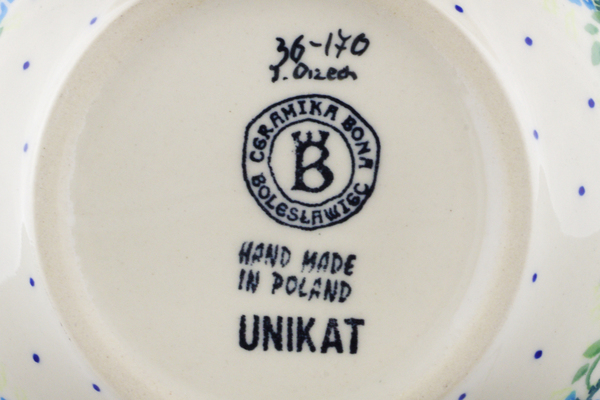 36-170
CERAMIKA BONA
B
BOLESŁAWIEC
HAND MADE
IN POLAND
UNIKAT